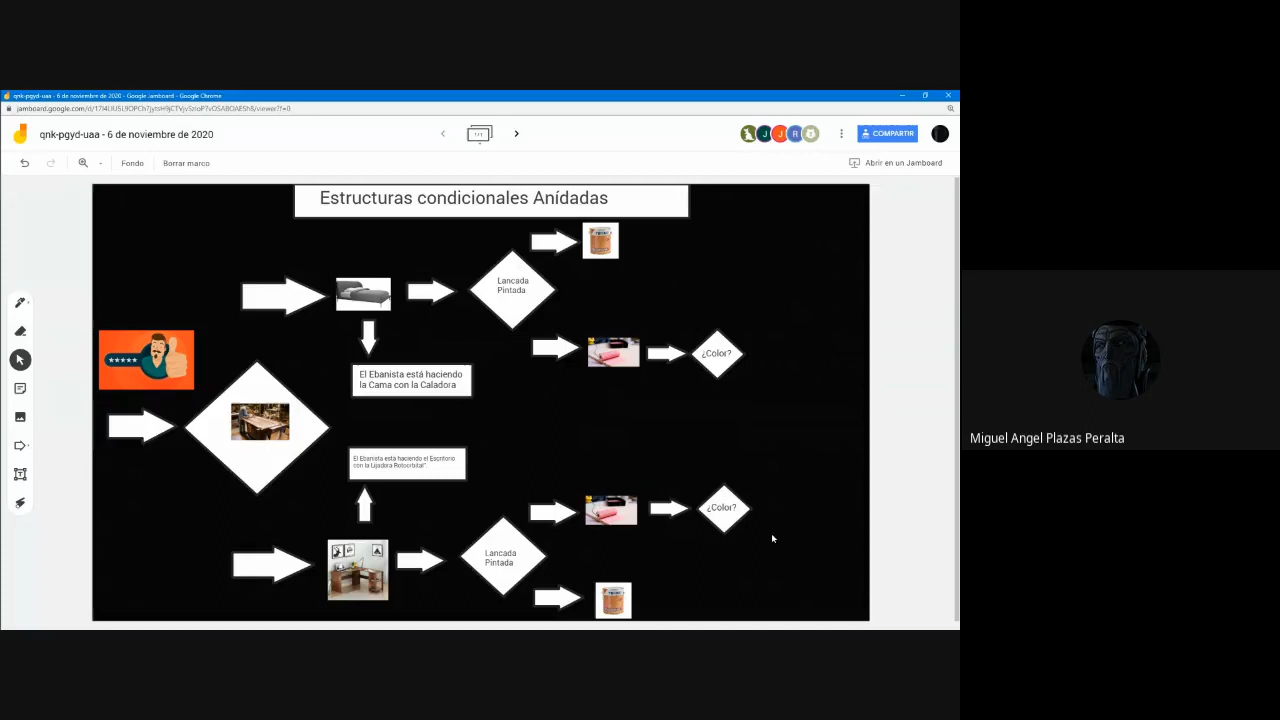 qnk-pgyd-uaa - 6 de noviembre de 2020 - Google Jamboard - Google Chrome
qnk-pgyd-uaa - 6 de noviembre de 2020
1/1
J
J
R
COMPARTIR
Fondo
Borrar marco
Abrir en un Jamboard
Estructuras condicionales Anídadas
Lancada
Pintada
¿Color?
El Ebanista está haciendo
la Cama con la Caladora
El Ebanista está haciendo el Escritorio
con la Lijadora Rotoorbital".
¿Color?
Lancada
Pintada
Miguel Angel Plazas Peralta